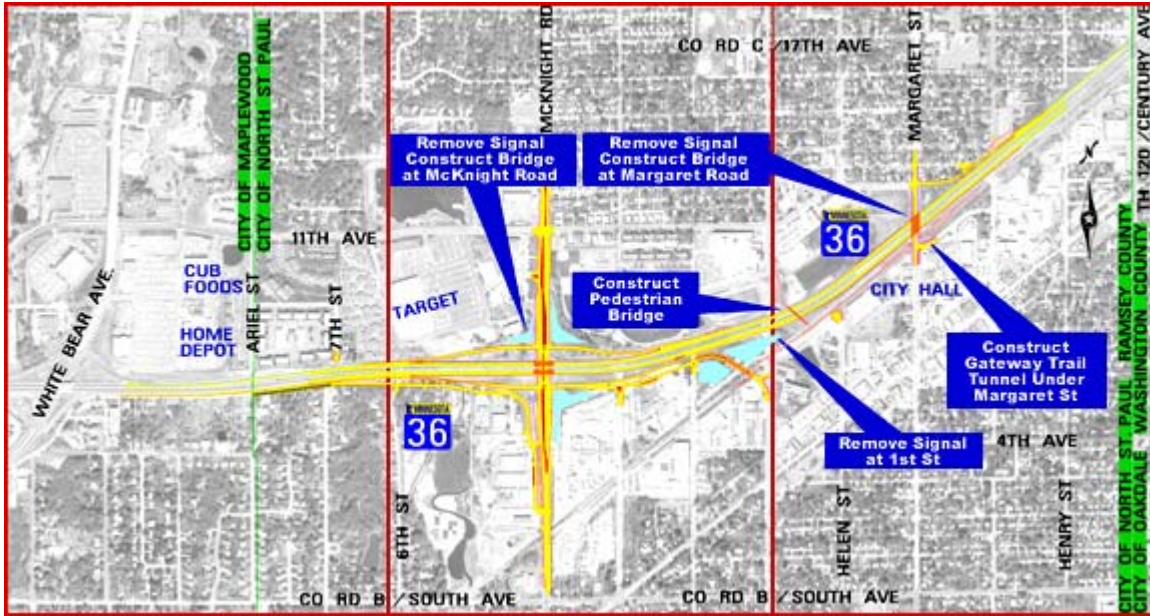 CO RD C /17TH AVE
MCKNIGHT RD
MARGARET ST
CITY OF MAPLEWOOD
CITY OF NORTH ST PAUL
Remove Signal
Construct Bridge
at McKnight Road
Remove Signal
Construct Bridge
at Margaret Road
11TH AVE
MINNESOTA
36
CUB
FOODS
HOME
DEPOT
ARIEL ST
7TH ST
TARGET
WHITE BEAR AVE.
Construct
Pedestrian
Bridge
CITY HALL
Construct
Gateway Trail
Tunnel Under
Margaret St
MINNESOTA
36
Remove Signal
at 1st St
4TH AVE
6TH ST
HELEN ST
HENRY ST
CO RD B /SOUTH AVE
CO RD B /SOUTH AVE
N
TH 120 /CENTURY AVE
CITY OF NORTH ST PAUL RAMSEY COUNTY
CITY OF OAKDALE WASHINGTON COUNTY